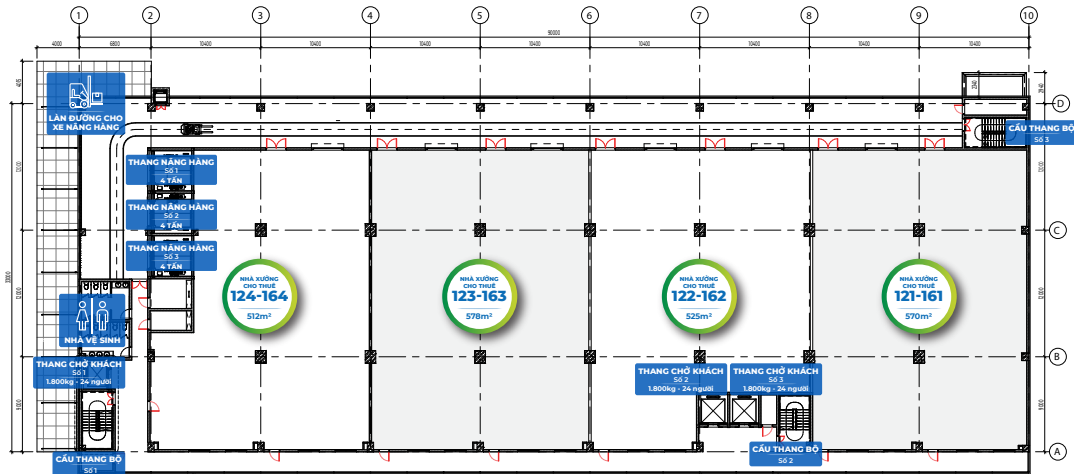 1 2 3 4 5 6 7 8 9 10
90000
4000 6800 10400 10400 10400 10400 10400 10400 10400 10400
LÀN ĐƯỜNG CHO
XE NÂNG HÀNG
D
CẦU THANG BỘ
Số 3
THANG NÂNG HÀNG
Số 1
4 TẤN
THANG NÂNG HÀNG
Số 2
4 TẤN
THANG NÂNG HÀNG
Số 3
4 TẤN
C
NHÀ XƯỞNG
CHO THUÊ
124-164
512m²
NHÀ XƯỞNG
CHO THUÊ
123-163
578m²
NHÀ XƯỞNG
CHO THUÊ
122-162
525m²
NHÀ XƯỞNG
CHO THUÊ
121-161
570m²
12000
12000
NHÀ VỆ SINH
B
THANG CHỞ KHÁCH
Số 1
1.800kg - 24 người
THANG CHỞ KHÁCH
Số 2
1.800kg - 24 người
THANG CHỞ KHÁCH
Số 3
1.800kg - 24 người
9000
9000
CẦU THANG BỘ
Số 1
CẦU THANG BỘ
Số 2
A